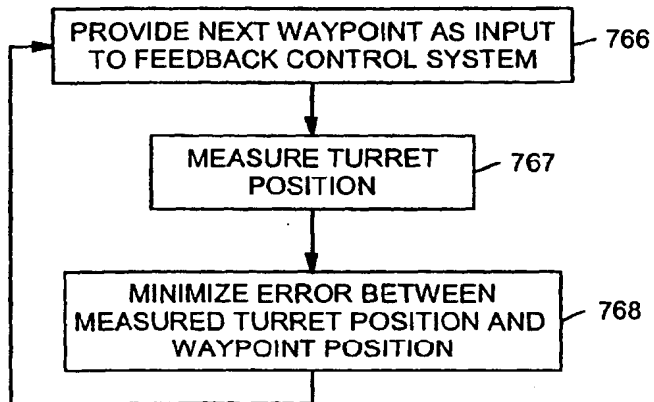 PROVIDE NEXT WAYPOINT AS INPUT
TO FEEDBACK CONTROL SYSTEM
766
MEASURE TURRET
POSITION
767
MINIMIZE ERROR BETWEEN
MEASURED TURRET POSITION AND
WAYPOINT POSITION
768